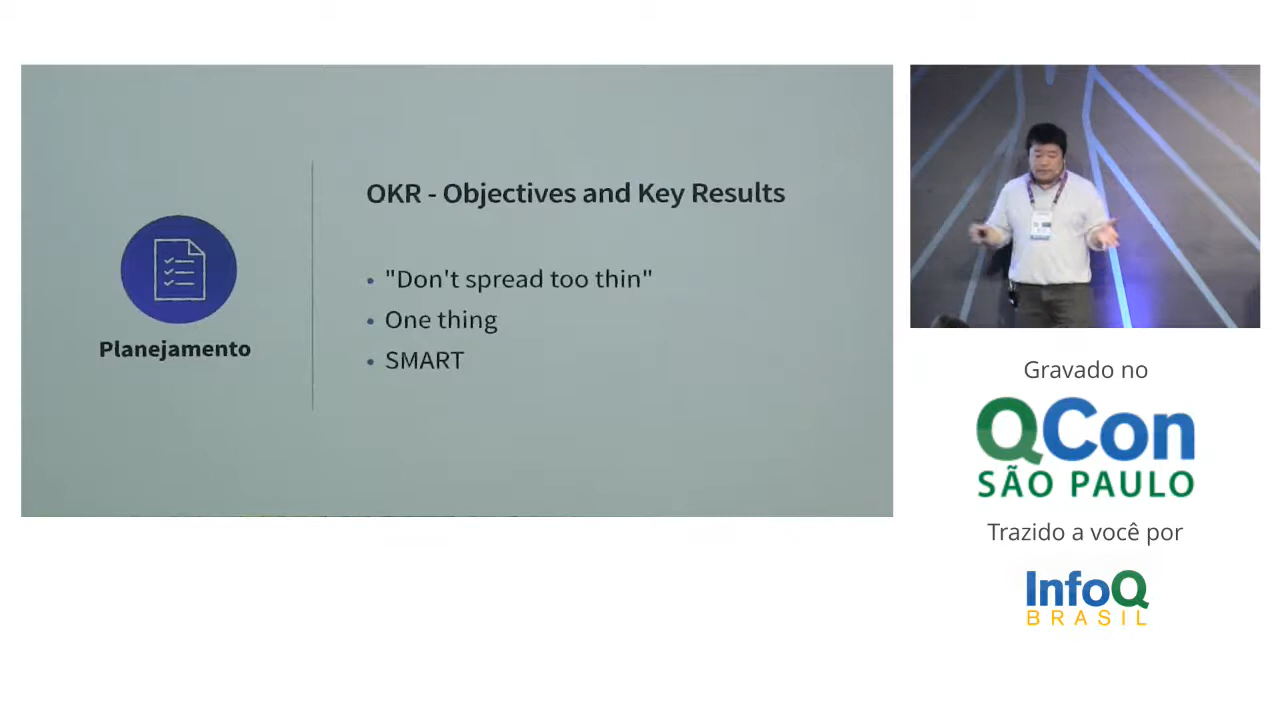 OKR - Objectives and Key Results
• "Don't spread too thin"
• One thing
• SMART
Planejamento
Gravado no
QCon
SÃO PAULO
Trazido a você por
InfoQ
BRASIL